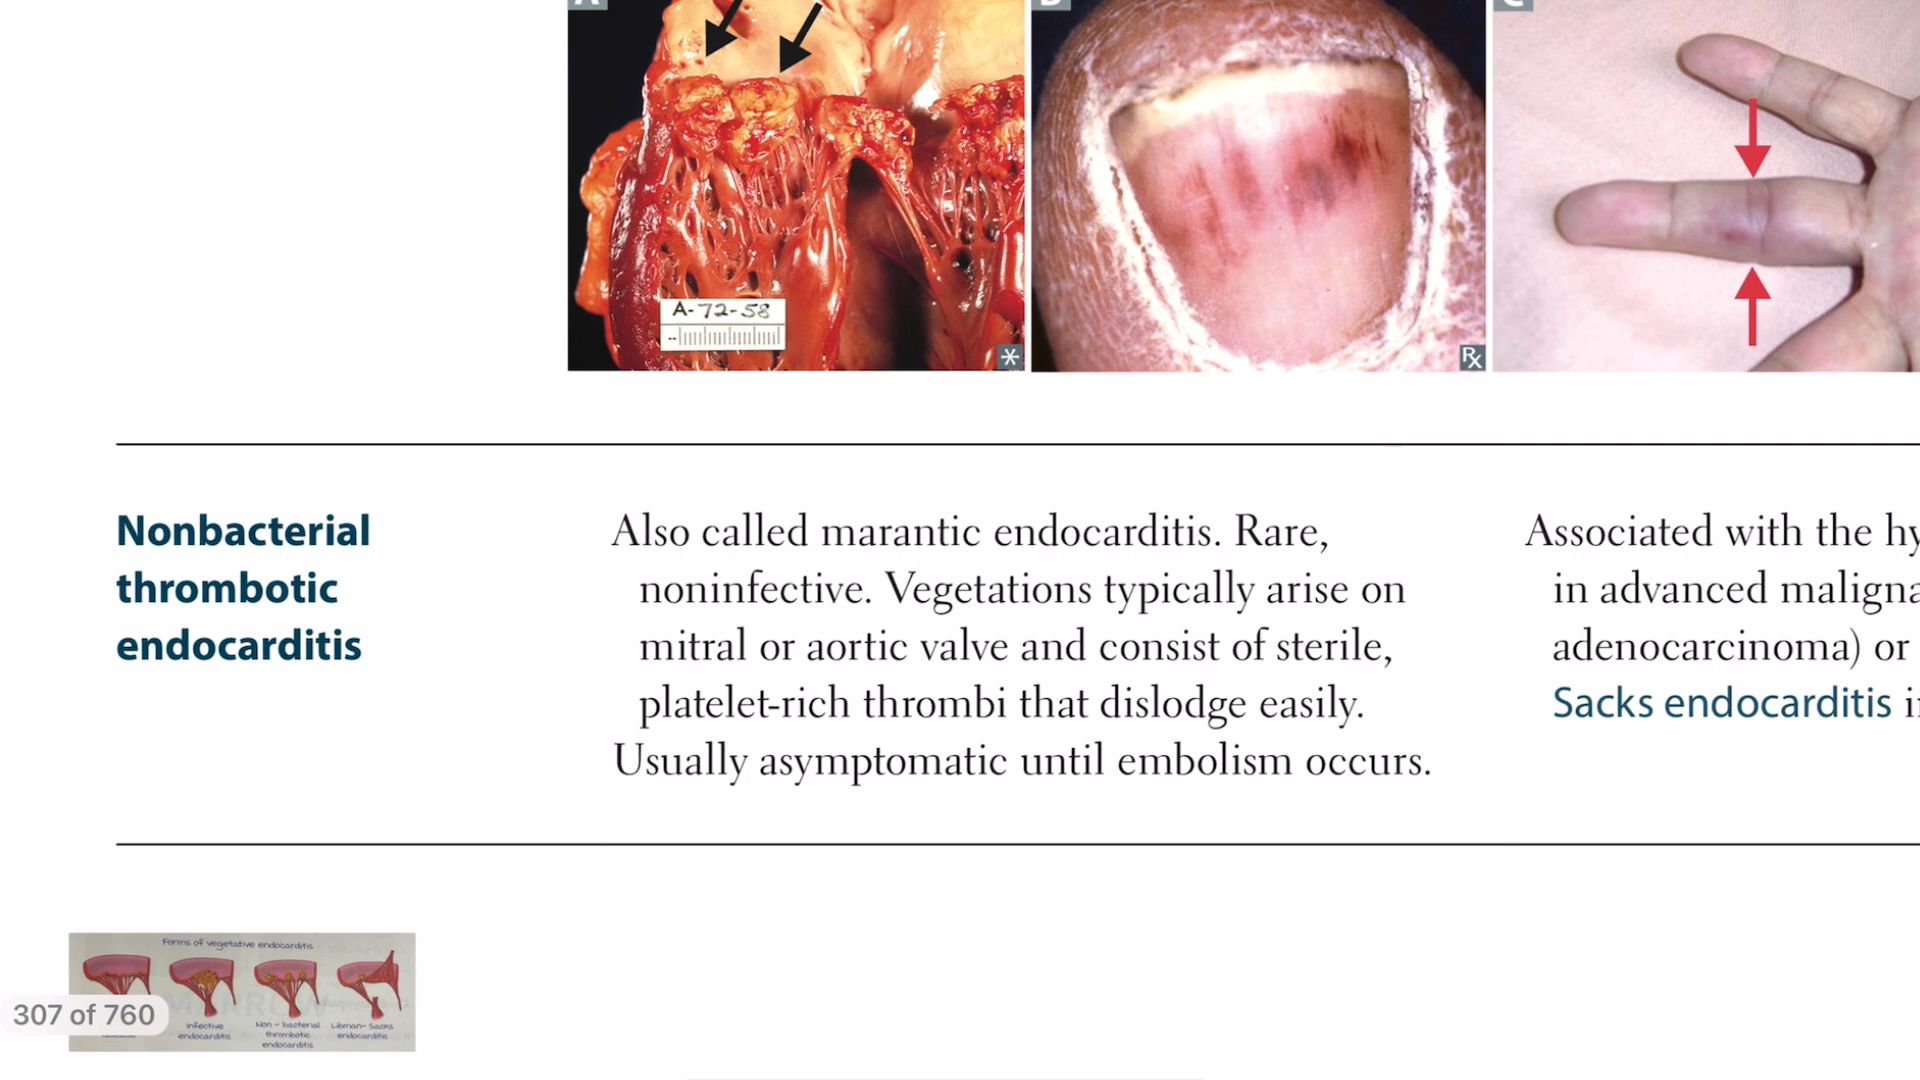 A-72-58
Rx
Nonbacterial
thrombotic
endocarditis
Also called marantic endocarditis. Rare,
noninfective. Vegetations typically arise on
mitral or aortic valve and consist of sterile,
platelet-rich thrombi that dislodge easily.
Usually asymptomatic until embolism occurs.
Associated with the hy
in advanced maligna
adenocarcinoma) or
Sacks endocarditis i
Forms of vegetative endocarditis
307 of 760
Infective
endocarditis
Non-bacterial
thrombotic
endocarditis
Libman-Sacks
endocarditis